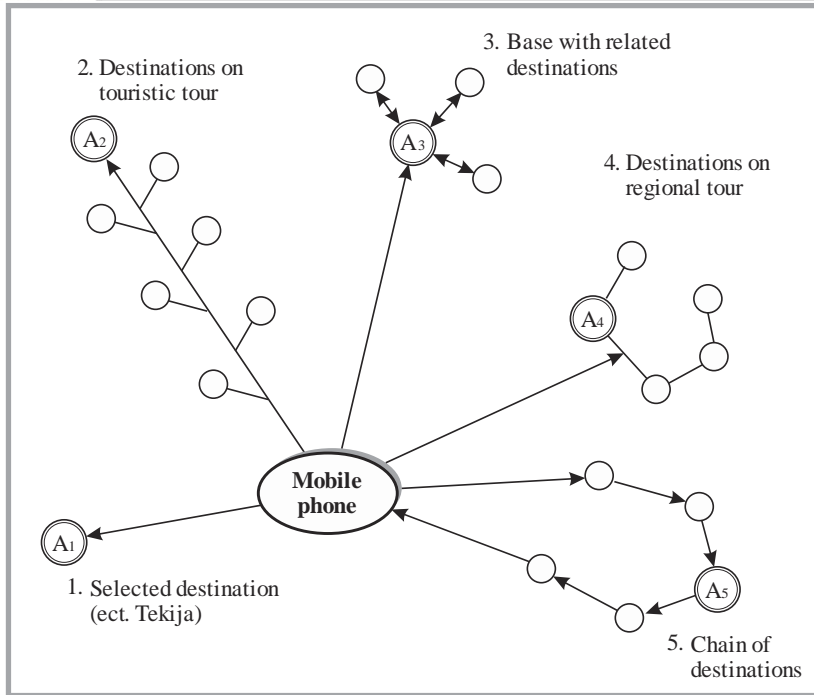 2. Destinations on
touristic tour
A2
3. Base with related
destinations
A3
4. Destinations on
regional tour
A4
Mobile
phone
A1
1. Selected destination
(ect. Tekija)
A5
5. Chain of
destinations